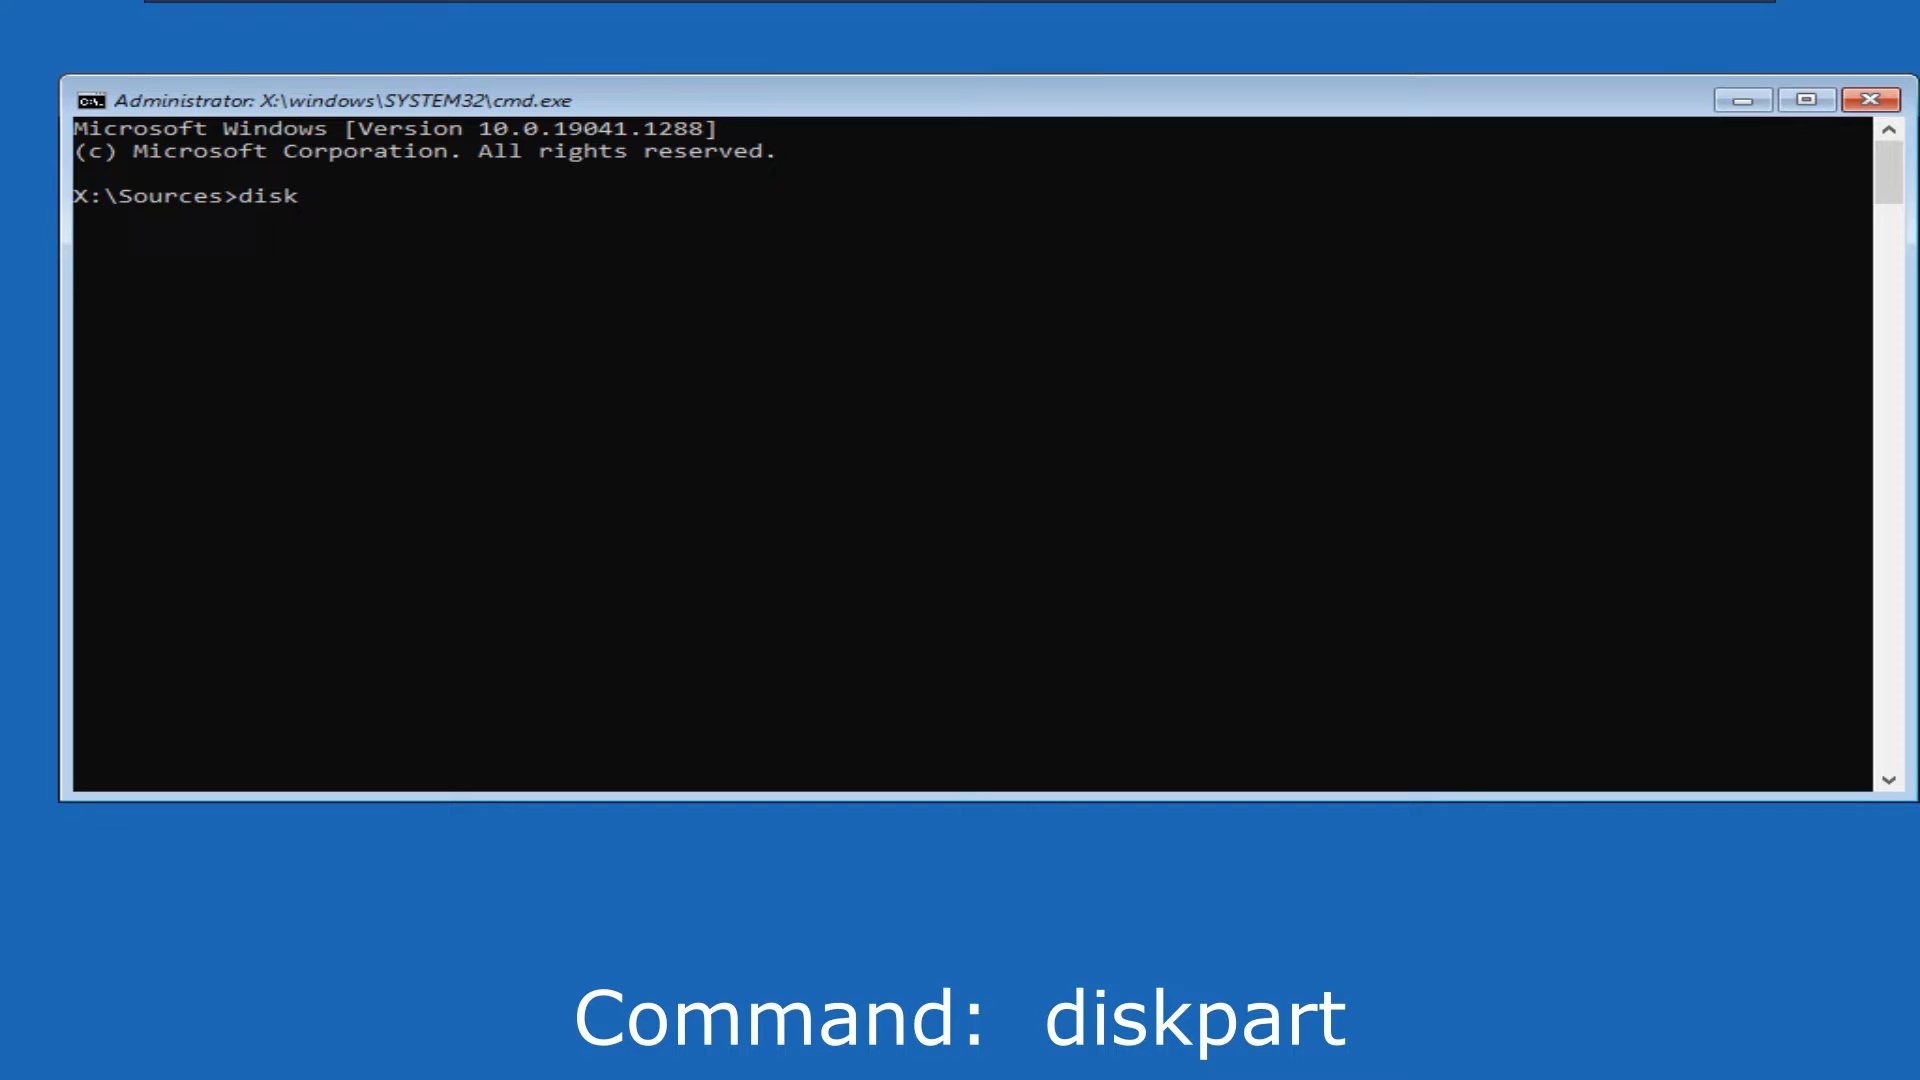 Administrator: X:\windows\SYSTEM32\cmd.exe
Microsoft Windows [Version 10.0.19041.1288]
(c) Microsoft Corporation. All rights reserved.
X:\Sources>disk
Command: diskpart